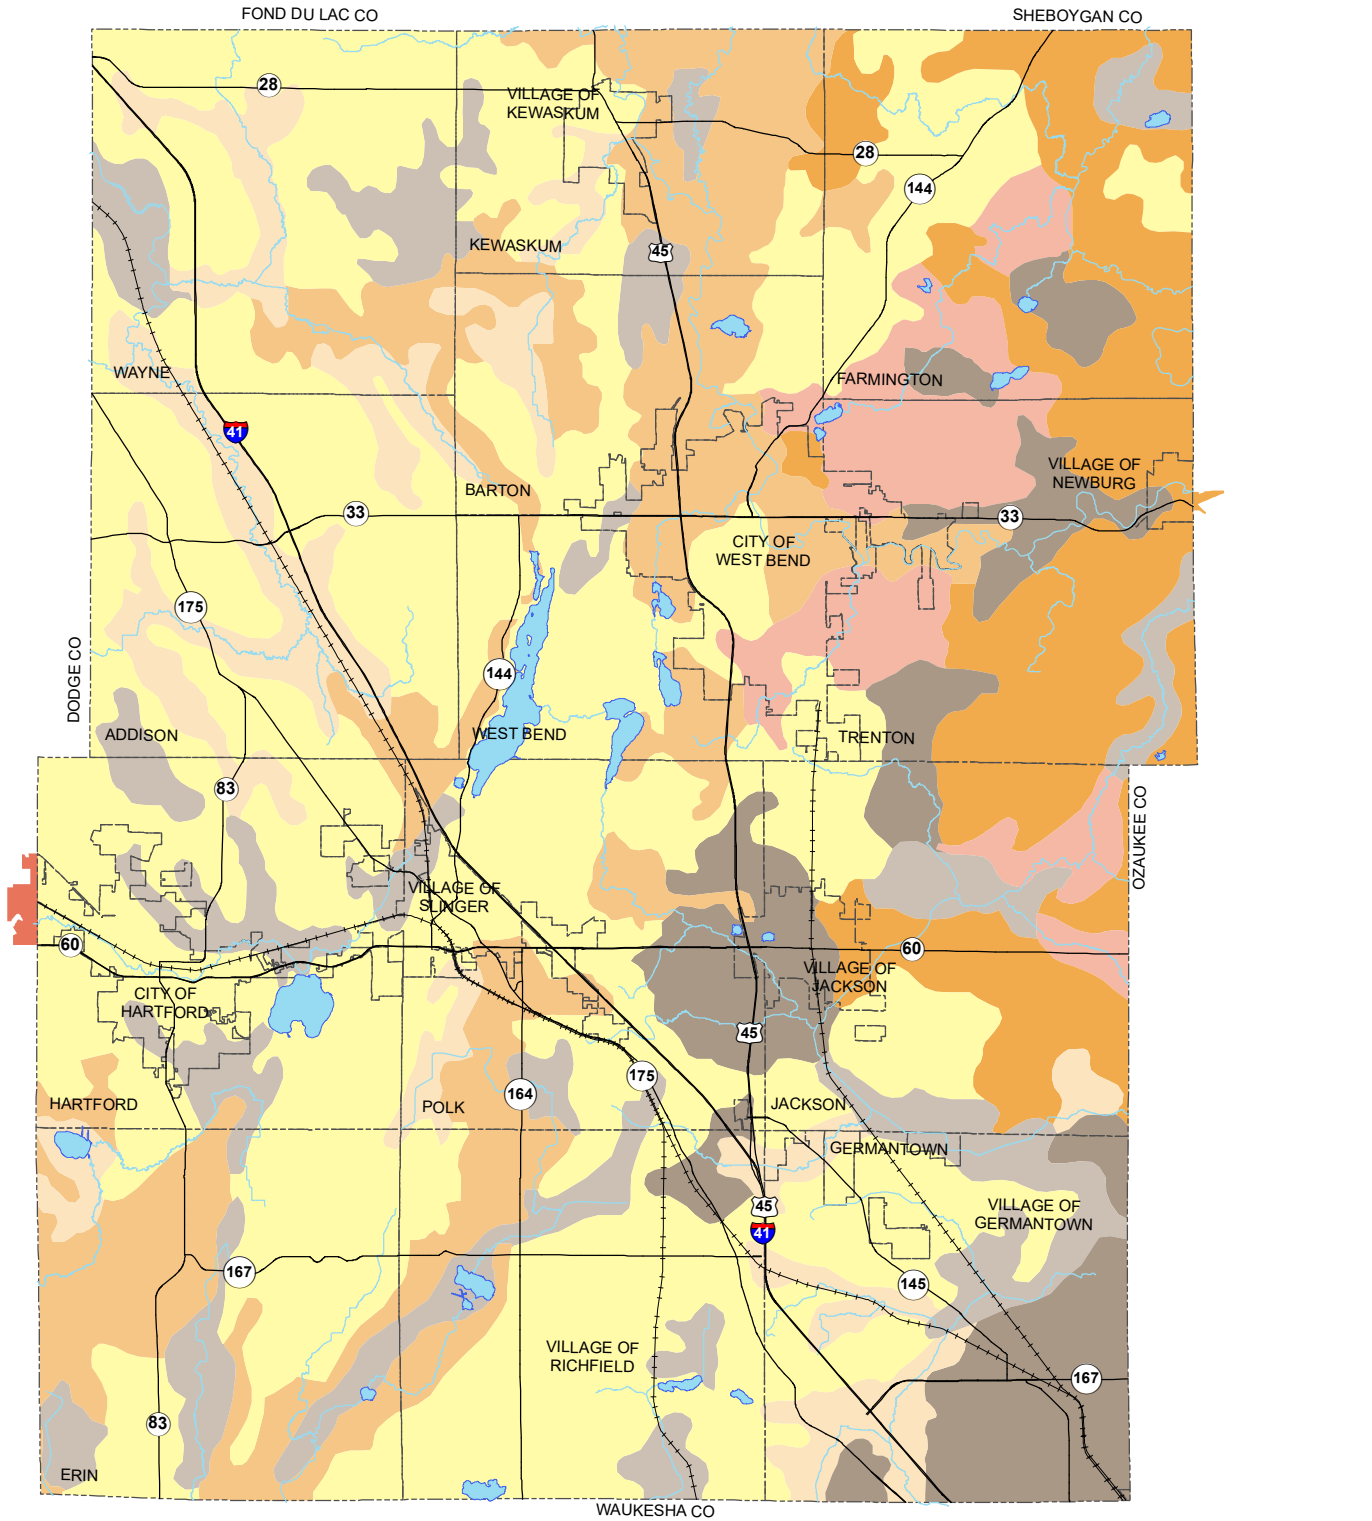 FOND DU LAC CO
SHEBOYGAN CO
28
VILLAGE OF
KEWASKUM
28
144
KEWASKUM
45
WAYNE
FARMINGTON
41
VILLAGE OF
NEWBURG
BARTON
33
33
CITY OF
WEST BEND
175
DODGE CO
144
ADDISON
WEST BEND
TRENTON
83
OZAUKEE CO
VILLAGE OF
SLINGER
60
60
VILLAGE OF
JACKSON
CITY OF
HARTFORD
45
175
164
HARTFORD
POLK
JACKSON
GERMANTOWN
45
VILLAGE OF
GERMANTOWN
41
167
145
VILLAGE OF
RICHFIELD
167
83
ERIN
WAUKESHA CO